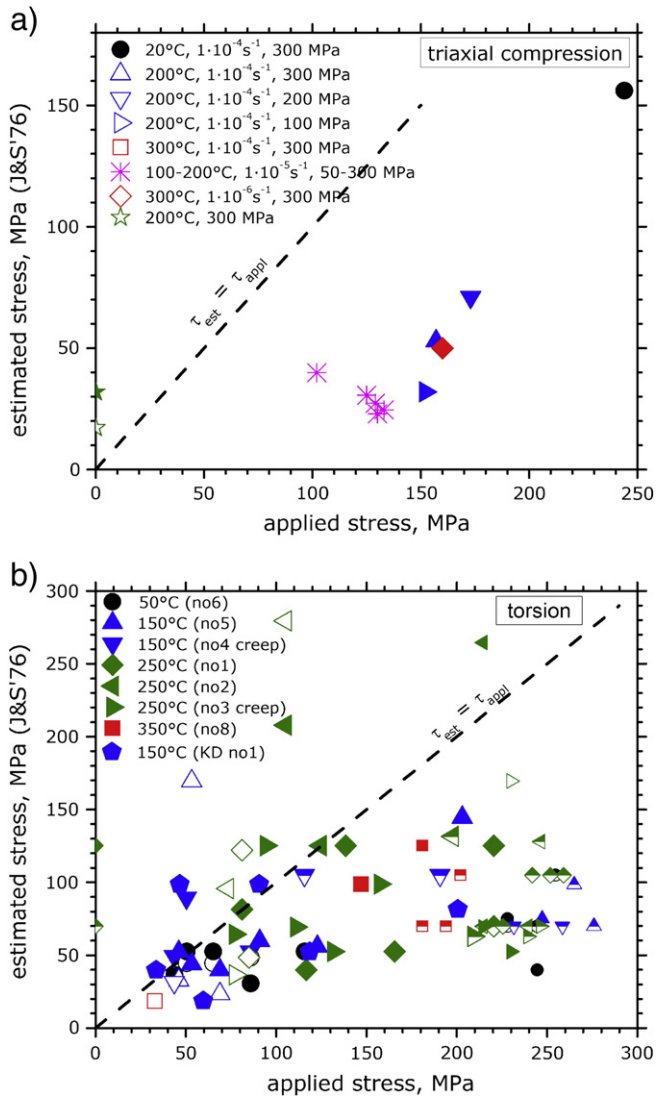 a)
triaxial compression
20°C, 1·10⁻⁴s⁻¹, 300 MPa
200°C, 1·10⁻⁴s⁻¹, 300 MPa
200°C, 1·10⁻⁴s⁻¹, 200 MPa
200°C, 1·10⁻⁴s⁻¹, 100 MPa
300°C, 1·10⁻⁴s⁻¹, 300 MPa
100-200°C, 1·10⁻⁵s⁻¹, 50-300 MPa
300°C, 1·10⁻⁶s⁻¹, 300 MPa
200°C, 300 MPa
τest = τappl
estimated stress, MPa (J&S'76)
150
100
50
0
0 50 100 150 200 250
applied stress, MPa
b)
torsion
50°C (no6)
150°C (no5)
150°C (no4 creep)
250°C (no1)
250°C (no2)
250°C (no3 creep)
350°C (no8)
150°C (KD no1)
τest = τappl
estimated stress, MPa (J&S'76)
300
250
200
150
100
50
0
0 50 100 150 200 250 300
applied stress, MPa